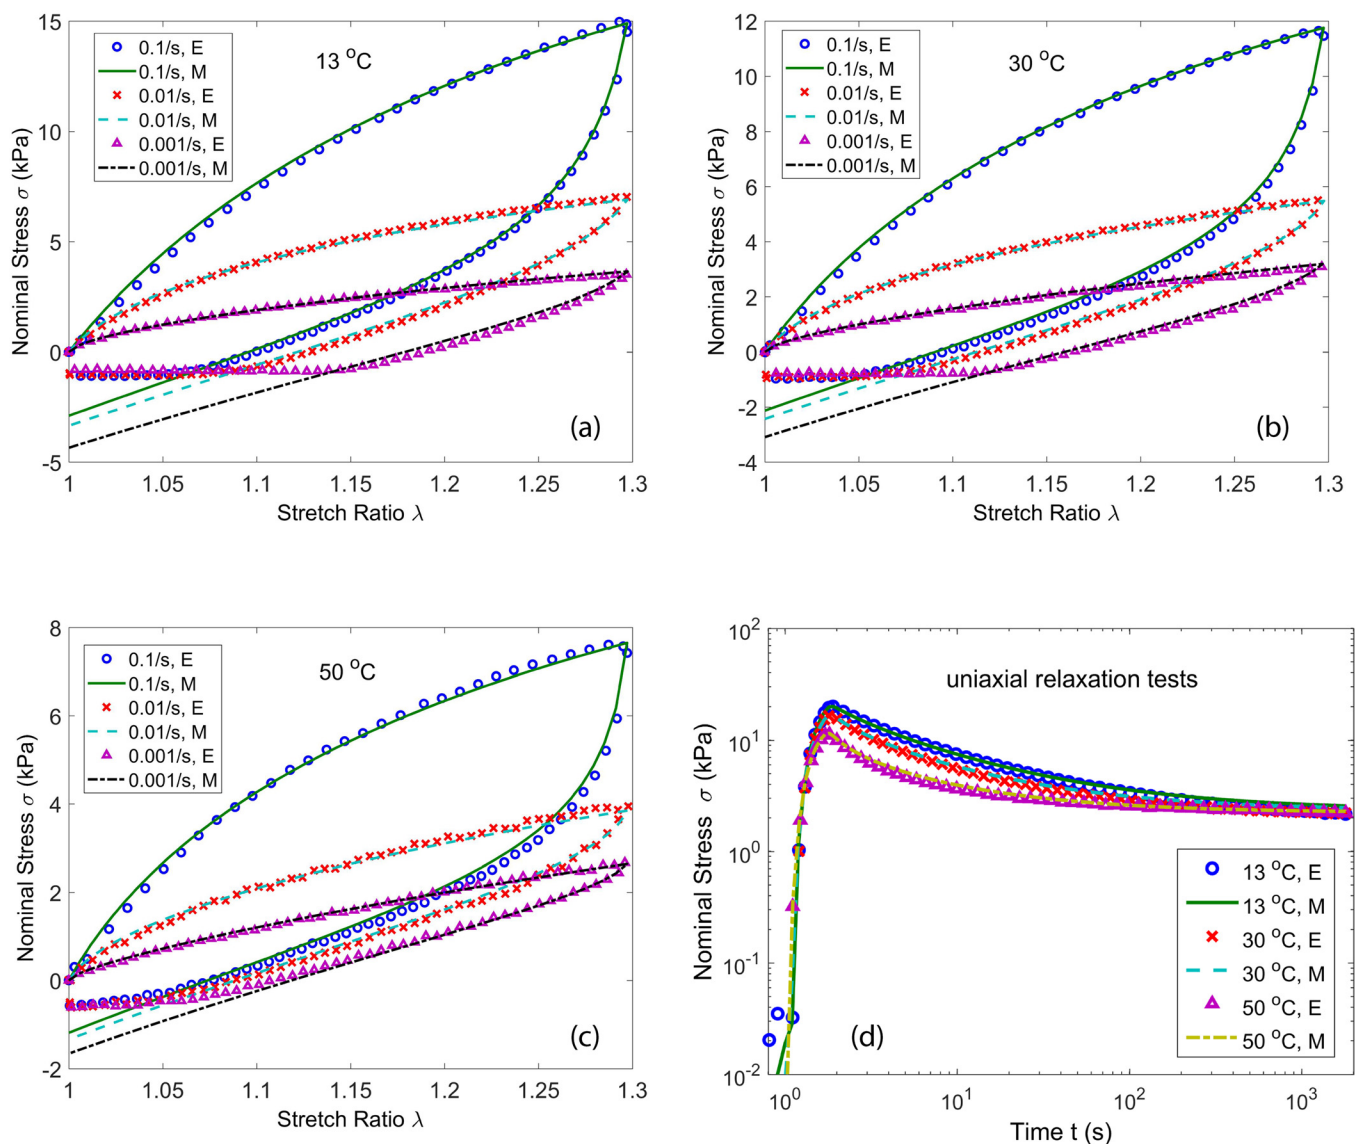 15
10
5
0
-5
Nominal Stress σ (kPa)
0.1/s, E
0.1/s, M
0.01/s, E
0.01/s, M
0.001/s, E
0.001/s, M
13 °C
(a)
1 1.05 1.1 1.15 1.2 1.25 1.3
Stretch Ratio λ
12
10
8
6
4
2
0
-2
-4
Nominal Stress σ (kPa)
0.1/s, E
0.1/s, M
0.01/s, E
0.01/s, M
0.001/s, E
0.001/s, M
30 °C
(b)
1 1.05 1.1 1.15 1.2 1.25 1.3
Stretch Ratio λ
8
6
4
2
0
-2
Nominal Stress σ (kPa)
0.1/s, E
0.1/s, M
0.01/s, E
0.01/s, M
0.001/s, E
0.001/s, M
50 °C
(c)
1 1.05 1.1 1.15 1.2 1.25 1.3
Stretch Ratio λ
10²
10¹
10⁰
10⁻¹
10⁻²
Nominal Stress σ (kPa)
uniaxial relaxation tests
13 °C, E
13 °C, M
30 °C, E
30 °C, M
50 °C, E
50 °C, M
(d)
10⁰ 10¹ 10² 10³
Time t (s)